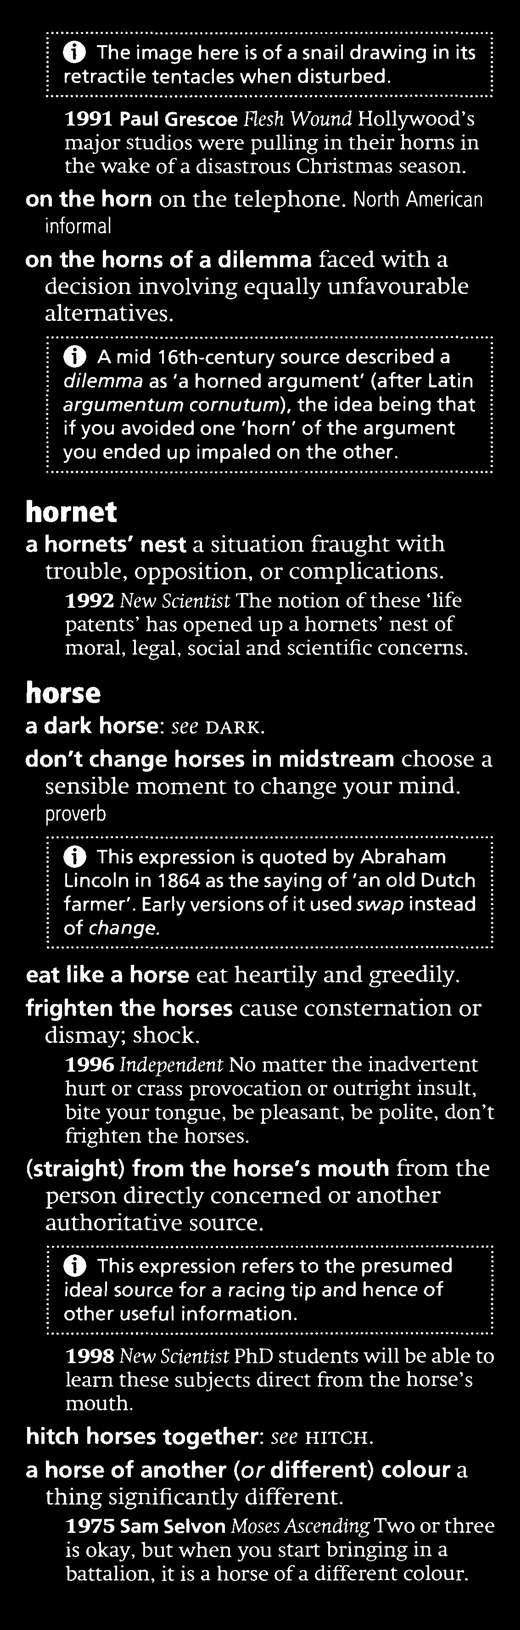 ⓘ The image here is of a snail drawing in its
retractile tentacles when disturbed.
1991 Paul Grescoe Flesh Wound Hollywood's
major studios were pulling in their horns in
the wake of a disastrous Christmas season.
on the horn on the telephone. North American
informal
on the horns of a dilemma faced with a
decision involving equally unfavourable
alternatives.
ⓘ A mid 16th-century source described a
dilemma as 'a horned argument' (after Latin
argumentum cornutum), the idea being that
if you avoided one 'horn' of the argument
you ended up impaled on the other.
hornet
a hornets' nest a situation fraught with
trouble, opposition, or complications.
1992 New Scientist The notion of these 'life
patents' has opened up a hornets' nest of
moral, legal, social and scientific concerns.
horse
a dark horse: see DARK.
don't change horses in midstream choose a
sensible moment to change your mind.
proverb
ⓘ This expression is quoted by Abraham
Lincoln in 1864 as the saying of 'an old Dutch
farmer'. Early versions of it used swap instead
of change.
eat like a horse eat heartily and greedily.
frighten the horses cause consternation or
dismay; shock.
1996 Independent No matter the inadvertent
hurt or crass provocation or outright insult,
bite your tongue, be pleasant, be polite, don't
frighten the horses.
(straight) from the horse's mouth from the
person directly concerned or another
authoritative source.
ⓘ This expression refers to the presumed
ideal source for a racing tip and hence of
other useful information.
1998 New Scientist PhD students will be able to
learn these subjects direct from the horse's
mouth.
hitch horses together: see HITCH.
a horse of another (or different) colour a
thing significantly different.
1975 Sam Selvon Moses Ascending Two or three
is okay, but when you start bringing in a
battalion, it is a horse of a different colour.